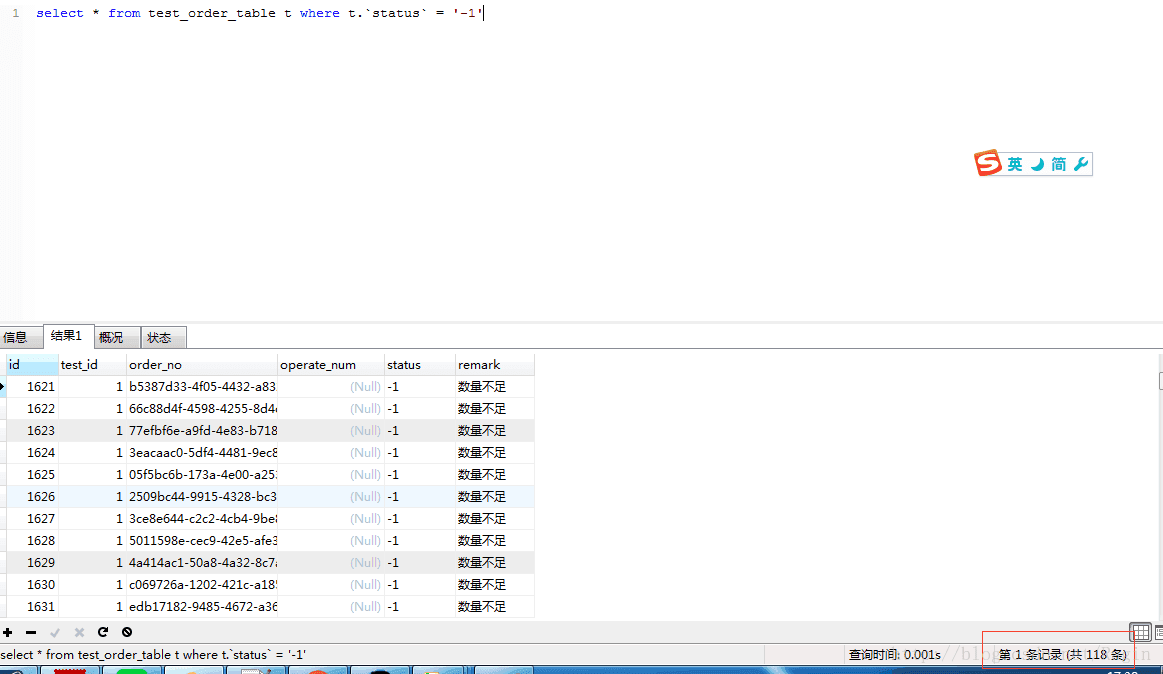 1 select * from test_order_table t where t.`status` = '-1'
英 简
信息 结果1 概况 状态
id test_id order_no operate_num status remark
1621 1 b5387d33-4f05-4432-a83 (Null) -1 数量不足
1622 1 66c88d4f-4598-4255-8d4 (Null) -1 数量不足
1623 1 77efbf6e-a9fd-4e83-b718 (Null) -1 数量不足
1624 1 3eacaac0-5df4-4481-9ec8 (Null) -1 数量不足
1625 1 05f5bc6b-173a-4e00-a25 (Null) -1 数量不足
1626 1 2509bc44-9915-4328-bc3 (Null) -1 数量不足
1627 1 3ce8e644-c2c2-4cb4-9be (Null) -1 数量不足
1628 1 5011598e-cec9-42e5-afe3 (Null) -1 数量不足
1629 1 4a414ac1-50a8-4a32-8c7 (Null) -1 数量不足
1630 1 c069726a-1202-421c-a18 (Null) -1 数量不足
1631 1 edb17182-9485-4672-a36 (Null) -1 数量不足
select * from test_order_table t where t.`status` = '-1' 查询时间: 0.001s 第 1 条记录 (共 118 条)